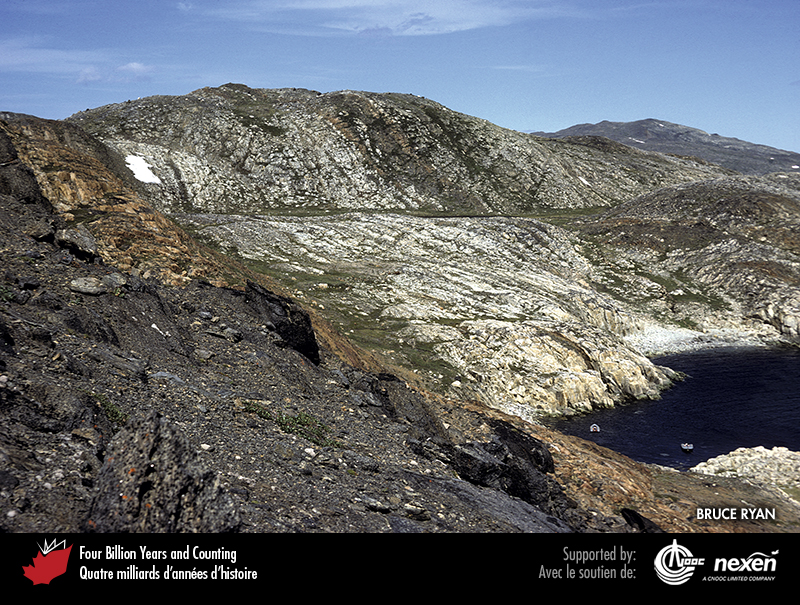 BRUCE RYAN
Four Billion Years and Counting
Quatre milliards d'années d'histoire
Supported by:
Avec le soutien de:
CNOOC
nexen
A CNOOC LIMITED COMPANY